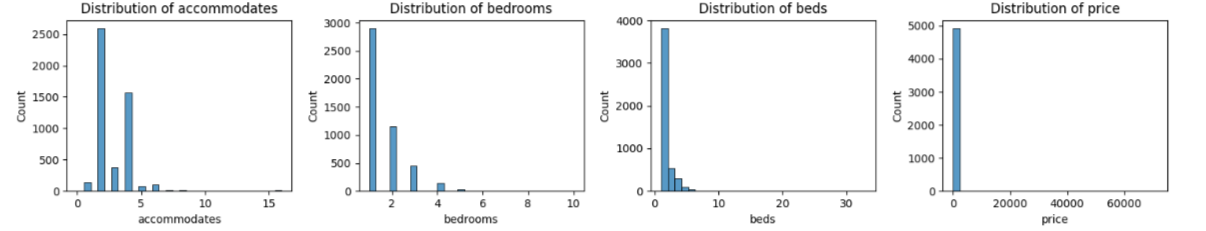 Distribution of accommodates
2500
2000
1500
1000
500
0
Count
0 5 10 15
accommodates
Distribution of bedrooms
3000
2500
2000
1500
1000
500
0
Count
2 4 6 8 10
bedrooms
Distribution of beds
4000
3000
2000
1000
0
Count
0 10 20 30
beds
Distribution of price
5000
4000
3000
2000
1000
0
Count
0 20000 40000 60000
price